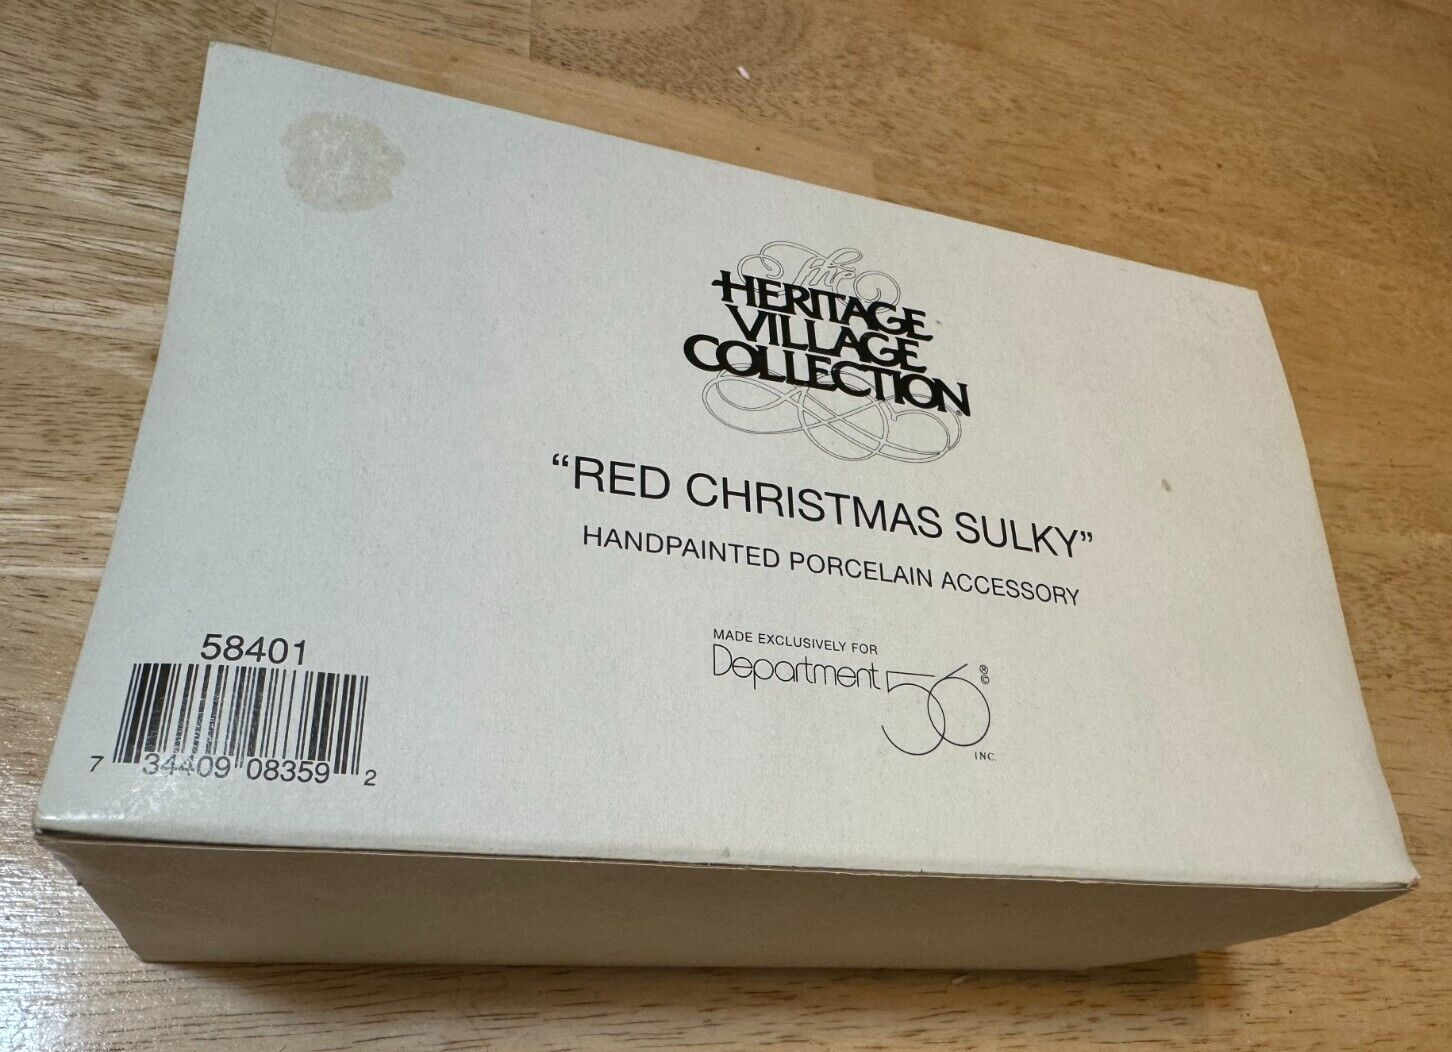 The
HERITAGE
VILLAGE
COLLECTION®
“RED CHRISTMAS SULKY”
HANDPAINTED PORCELAIN ACCESSORY
MADE EXCLUSIVELY FOR
Department 56 ® ©
INC.
58401
7 34409 08359 2